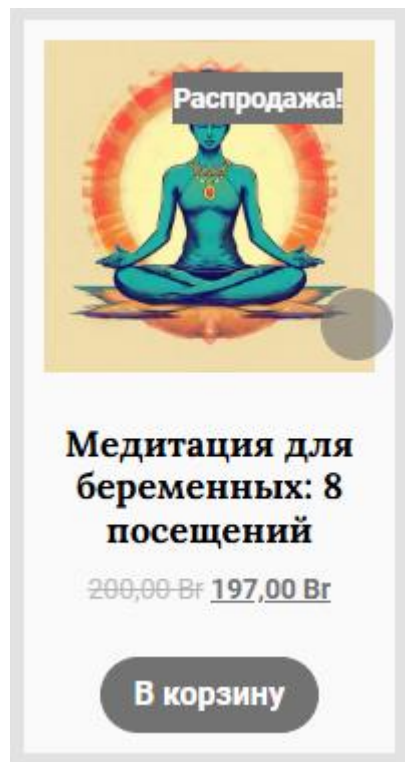 Распродажа!
Медитация для
беременных: 8
посещений
200,00 Br 197,00 Br
В корзину